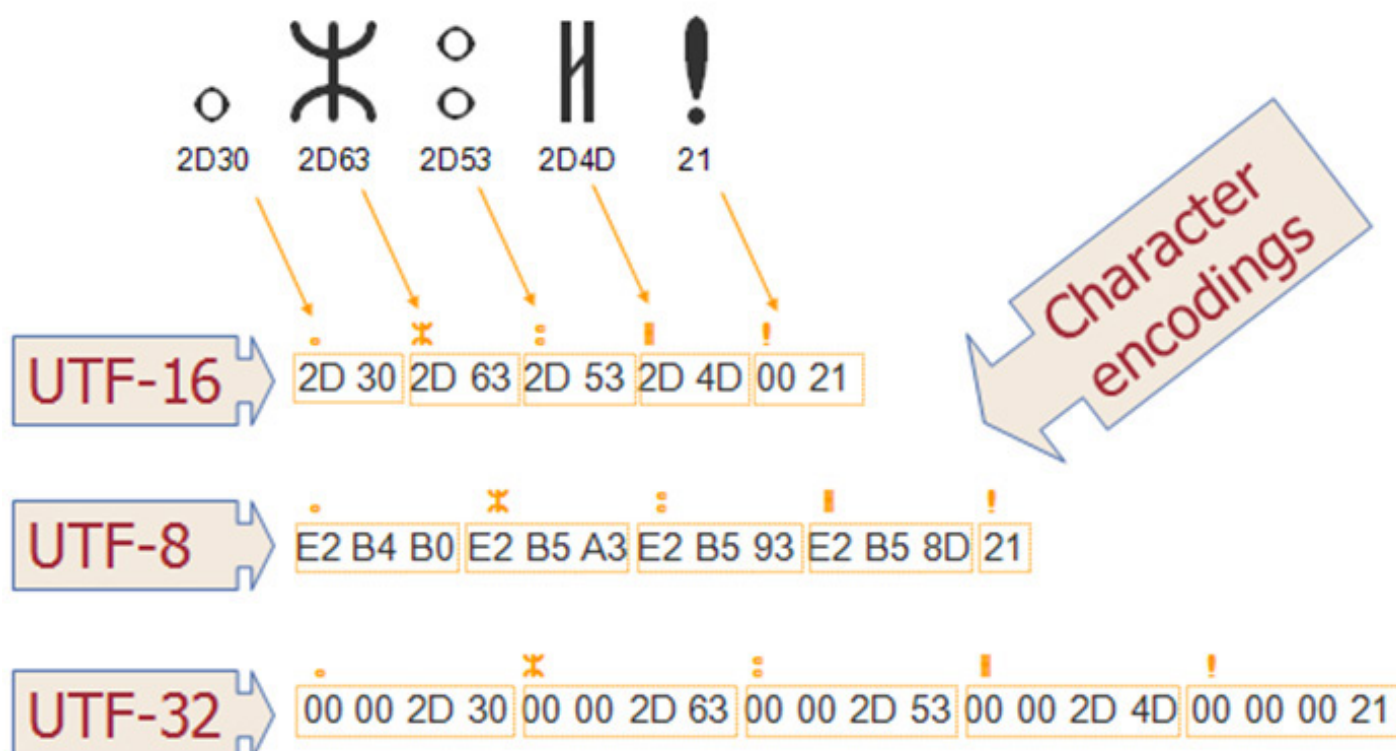 ⴰ ⵣ ⵓ ⵍ !
2D30 2D63 2D53 2D4D 21
Character
encodings
ⴰ ⵣ ⵓ ⵍ !
UTF-16 2D 30 2D 63 2D 53 2D 4D 00 21
ⴰ ⵣ ⵓ ⵍ !
UTF-8 E2 B4 B0 E2 B5 A3 E2 B5 93 E2 B5 8D 21
ⴰ ⵣ ⵓ ⵍ !
UTF-32 00 00 2D 30 00 00 2D 63 00 00 2D 53 00 00 2D 4D 00 00 00 21